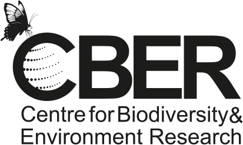 CBER
Centre for Biodiversity &
Environment Research